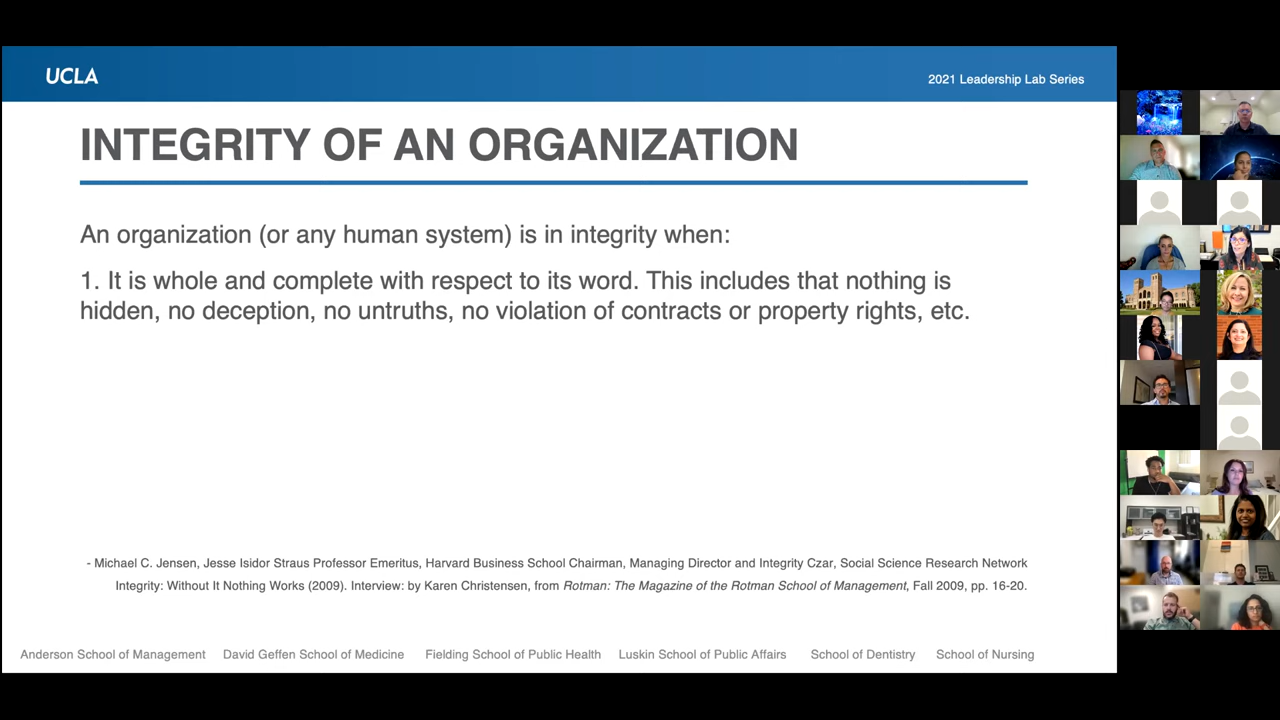 UCLA
2021 Leadership Lab Series
INTEGRITY OF AN ORGANIZATION
An organization (or any human system) is in integrity when:
1. It is whole and complete with respect to its word. This includes that nothing is
hidden, no deception, no untruths, no violation of contracts or property rights, etc.
- Michael C. Jensen, Jesse Isidor Straus Professor Emeritus, Harvard Business School Chairman, Managing Director and Integrity Czar, Social Science Research Network
Integrity: Without It Nothing Works (2009). Interview: by Karen Christensen, from Rotman: The Magazine of the Rotman School of Management, Fall 2009, pp. 16-20.
Anderson School of Management David Geffen School of Medicine Fielding School of Public Health Luskin School of Public Affairs School of Dentistry School of Nursing